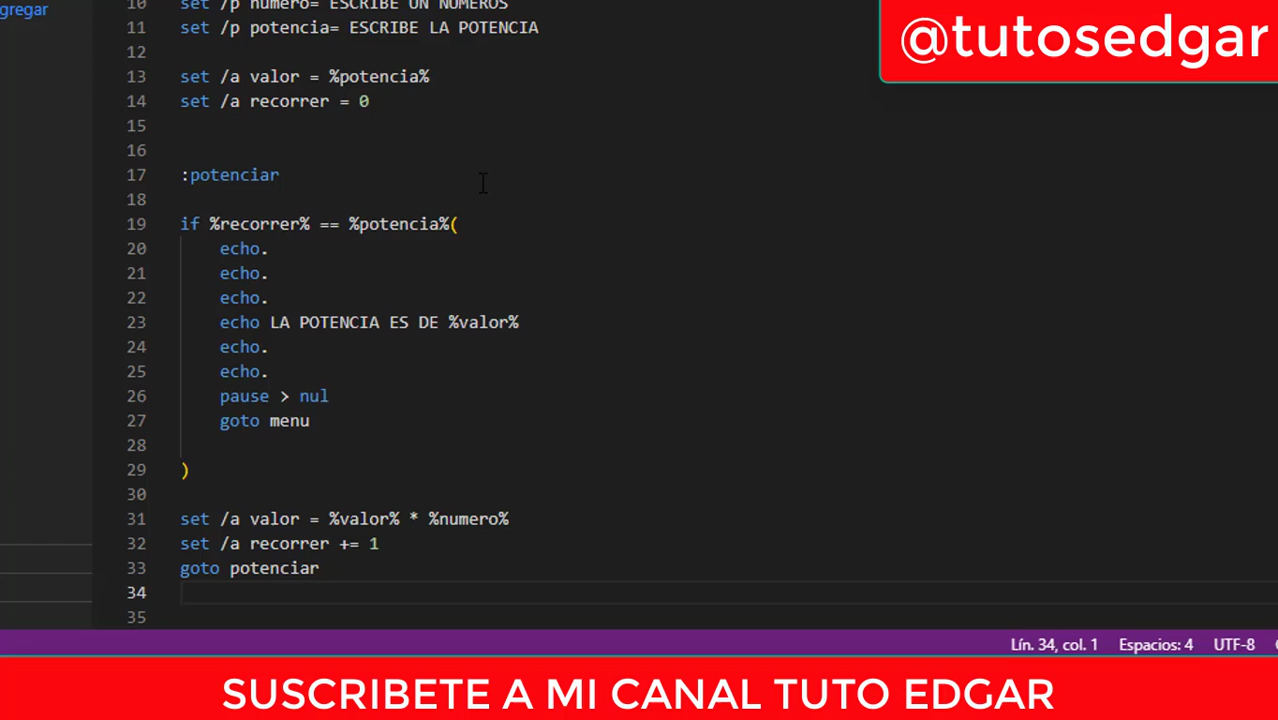 gregar
@tutosedgar
10 set /p numero= ESCRIBE UN NUMEROS
11 set /p potencia= ESCRIBE LA POTENCIA
12
13 set /a valor = %potencia%
14 set /a recorrer = 0
15
16
17 :potenciar
18
19 if %recorrer% == %potencia%(
20 echo.
21 echo.
22 echo.
23 echo LA POTENCIA ES DE %valor%
24 echo.
25 echo.
26 pause > nul
27 goto menu
28
29 )
30
31 set /a valor = %valor% * %numero%
32 set /a recorrer += 1
33 goto potenciar
34
35
Lín. 34, col. 1 Espacios: 4 UTF-8
SUSCRIBETE A MI CANAL TUTO EDGAR